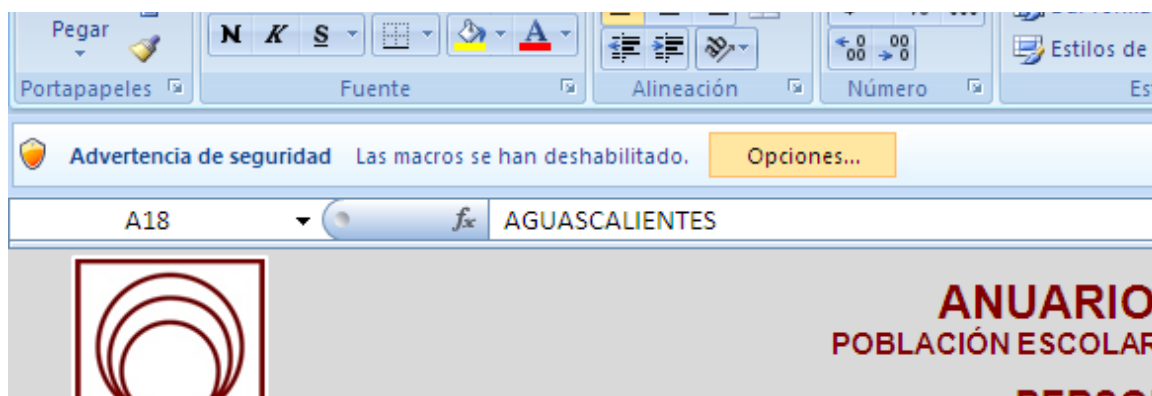 Pegar
N K S A
Estilos de
Portapapeles Fuente Alineación Número
Advertencia de seguridad Las macros se han deshabilitado. Opciones...
A18 fx AGUASCALIENTES
ANUARIO
POBLACIÓN ESCOLAR